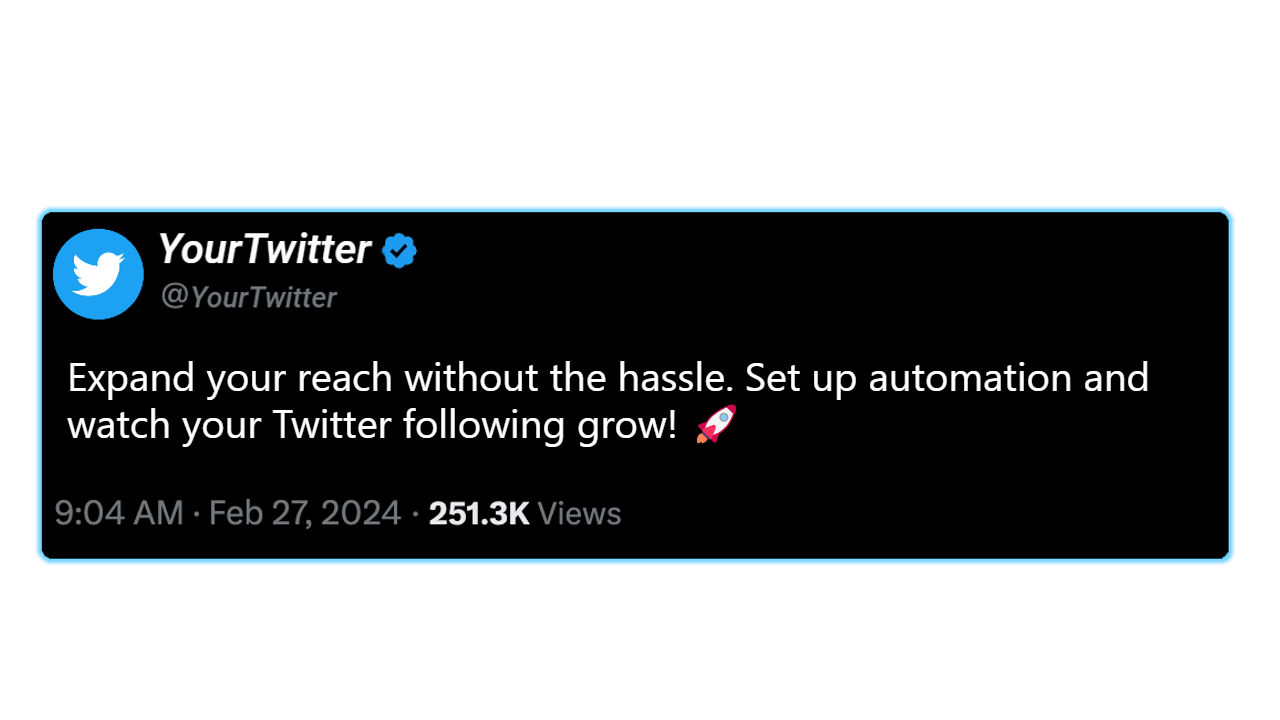 YourTwitter
@YourTwitter
Expand your reach without the hassle. Set up automation and
watch your Twitter following grow! 🚀
9:04 AM · Feb 27, 2024 · 251.3K Views